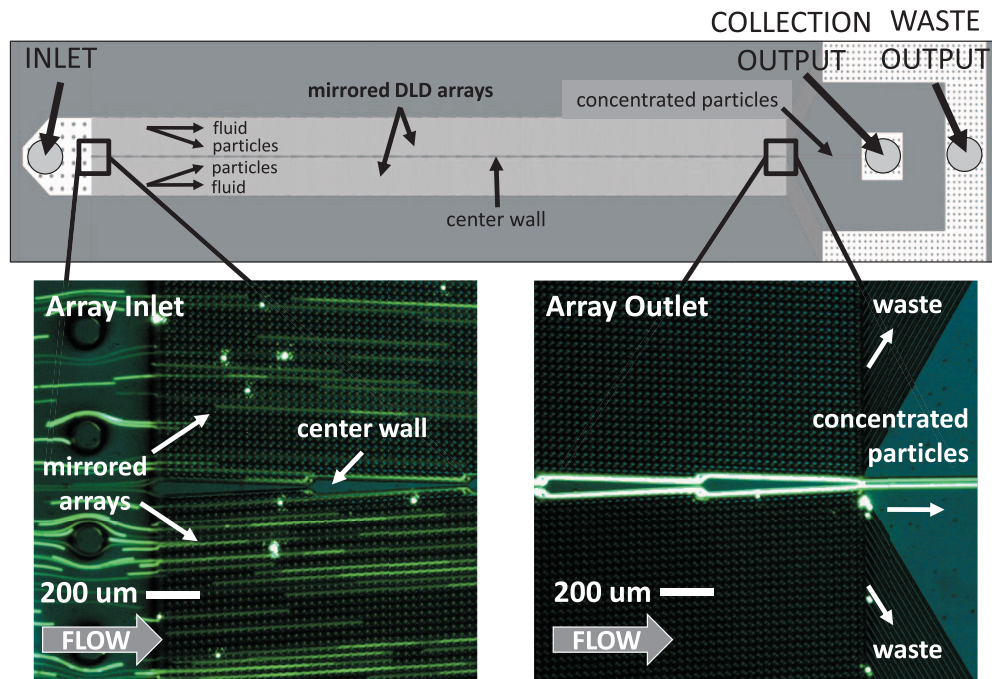 COLLECTION
OUTPUT
WASTE
OUTPUT
INLET
mirrored DLD arrays
concentrated particles
fluid
particles
particles
fluid
center wall
Array Inlet
center wall
mirrored
arrays
200 um
FLOW
Array Outlet
waste
concentrated
particles
200 um
FLOW
waste